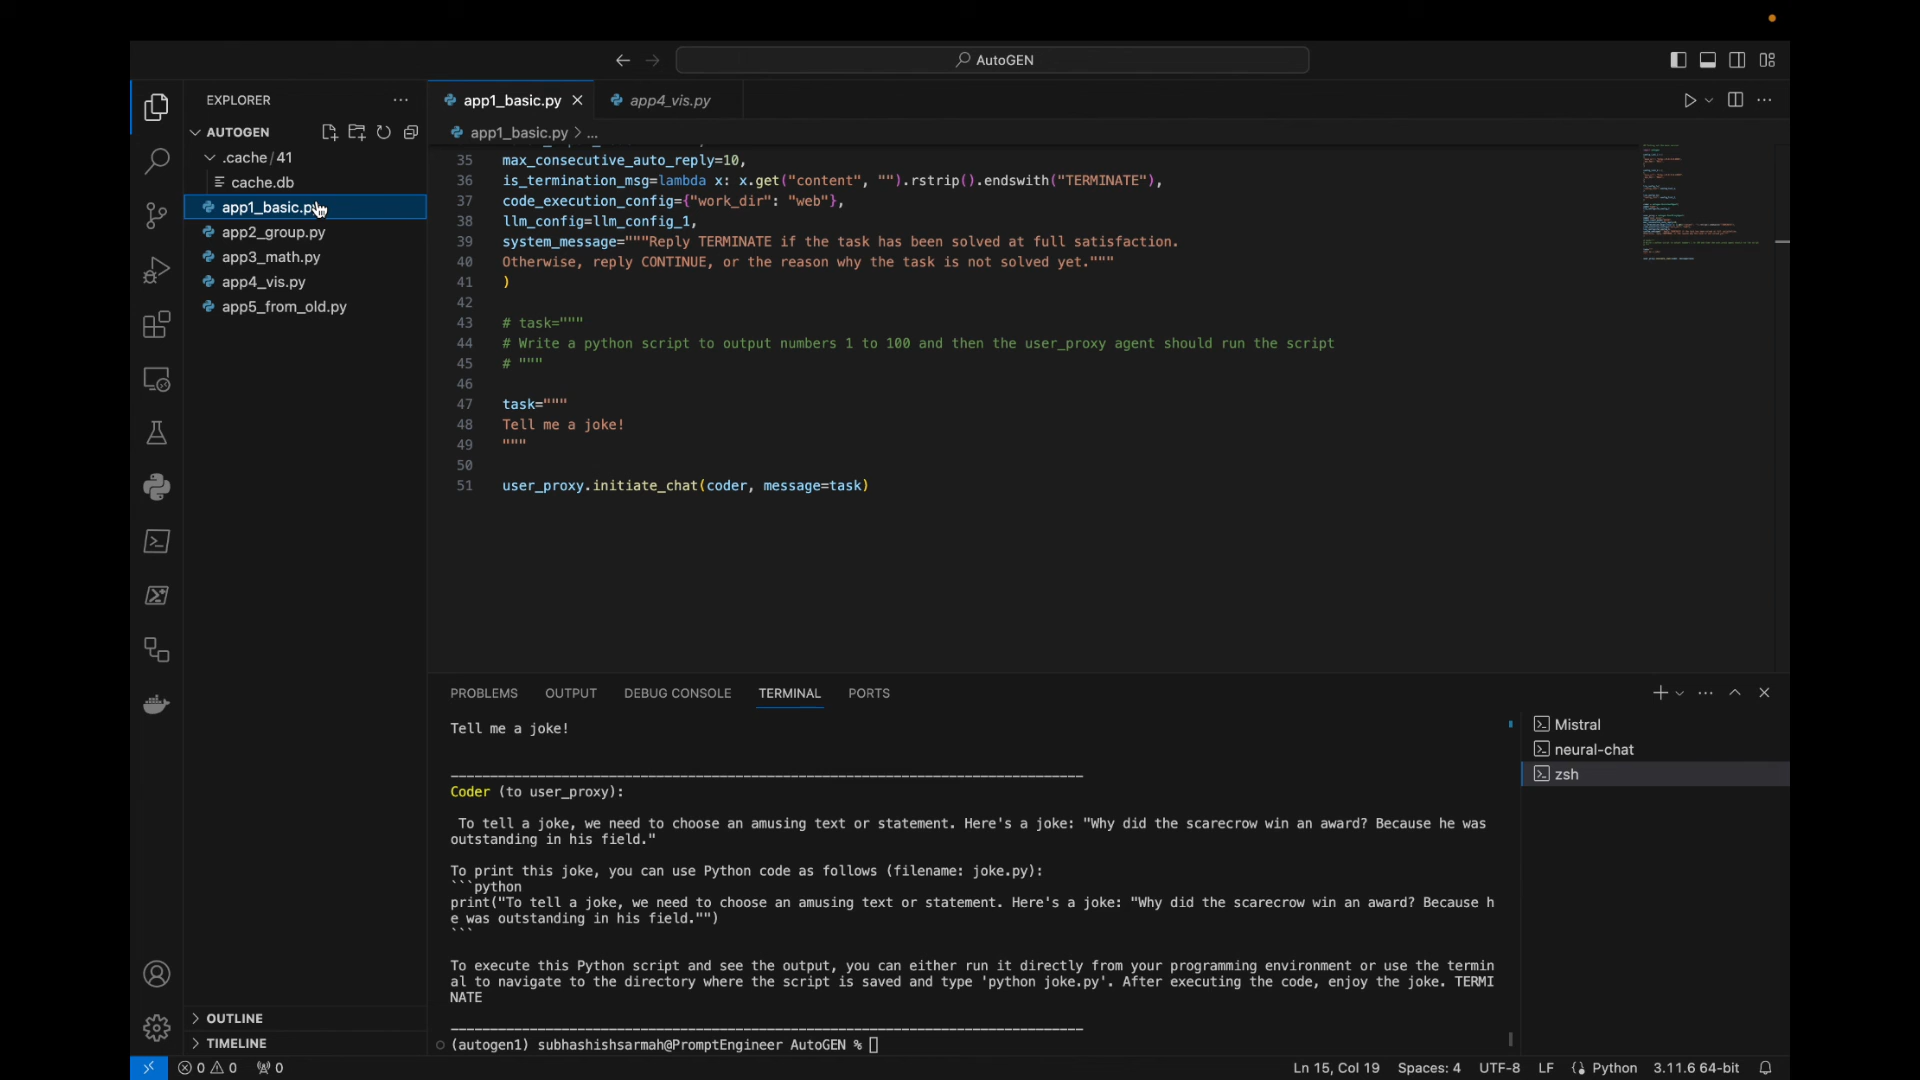 AutoGEN
EXPLORER
AUTOGEN
.cache / 41
cache.db
app1_basic.py
app2_group.py
app3_math.py
app4_vis.py
app5_from_old.py
OUTLINE
TIMELINE
app1_basic.py
app4_vis.py
app1_basic.py > ...
35 max_consecutive_auto_reply=10,
36 is_termination_msg=lambda x: x.get("content", "").rstrip().endswith("TERMINATE"),
37 code_execution_config={"work_dir": "web"},
38 llm_config=llm_config_1,
39 system_message="""Reply TERMINATE if the task has been solved at full satisfaction.
40 Otherwise, reply CONTINUE, or the reason why the task is not solved yet."""
41 )
42
43 # task="""
44 # Write a python script to output numbers 1 to 100 and then the user_proxy agent should run the script
45 # """
46
47 task="""
48 Tell me a joke!
49 """
50
51 user_proxy.initiate_chat(coder, message=task)
PROBLEMS OUTPUT DEBUG CONSOLE TERMINAL PORTS
Tell me a joke!
Coder (to user_proxy):
To tell a joke, we need to choose an amusing text or statement. Here's a joke: "Why did the scarecrow win an award? Because he was
outstanding in his field."
To print this joke, you can use Python code as follows (filename: joke.py):
```python
print("To tell a joke, we need to choose an amusing text or statement. Here's a joke: "Why did the scarecrow win an award? Because h
e was outstanding in his field."")
```
To execute this Python script and see the output, you can either run it directly from your programming environment or use the termin
al to navigate to the directory where the script is saved and type 'python joke.py'. After executing the code, enjoy the joke. TERMI
NATE
(autogen1) subhashishsarmah@PromptEngineer AutoGEN %
Mistral
neural-chat
zsh
0 0 0
Ln 15, Col 19 Spaces: 4 UTF-8 LF Python 3.11.6 64-bit